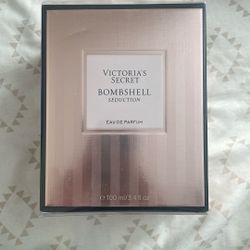 VICTORIA'S
SECRET
BOMBSHELL
SEDUCTION
EAU DE PARFUM
℮ 100 ml/3.4 fl oz